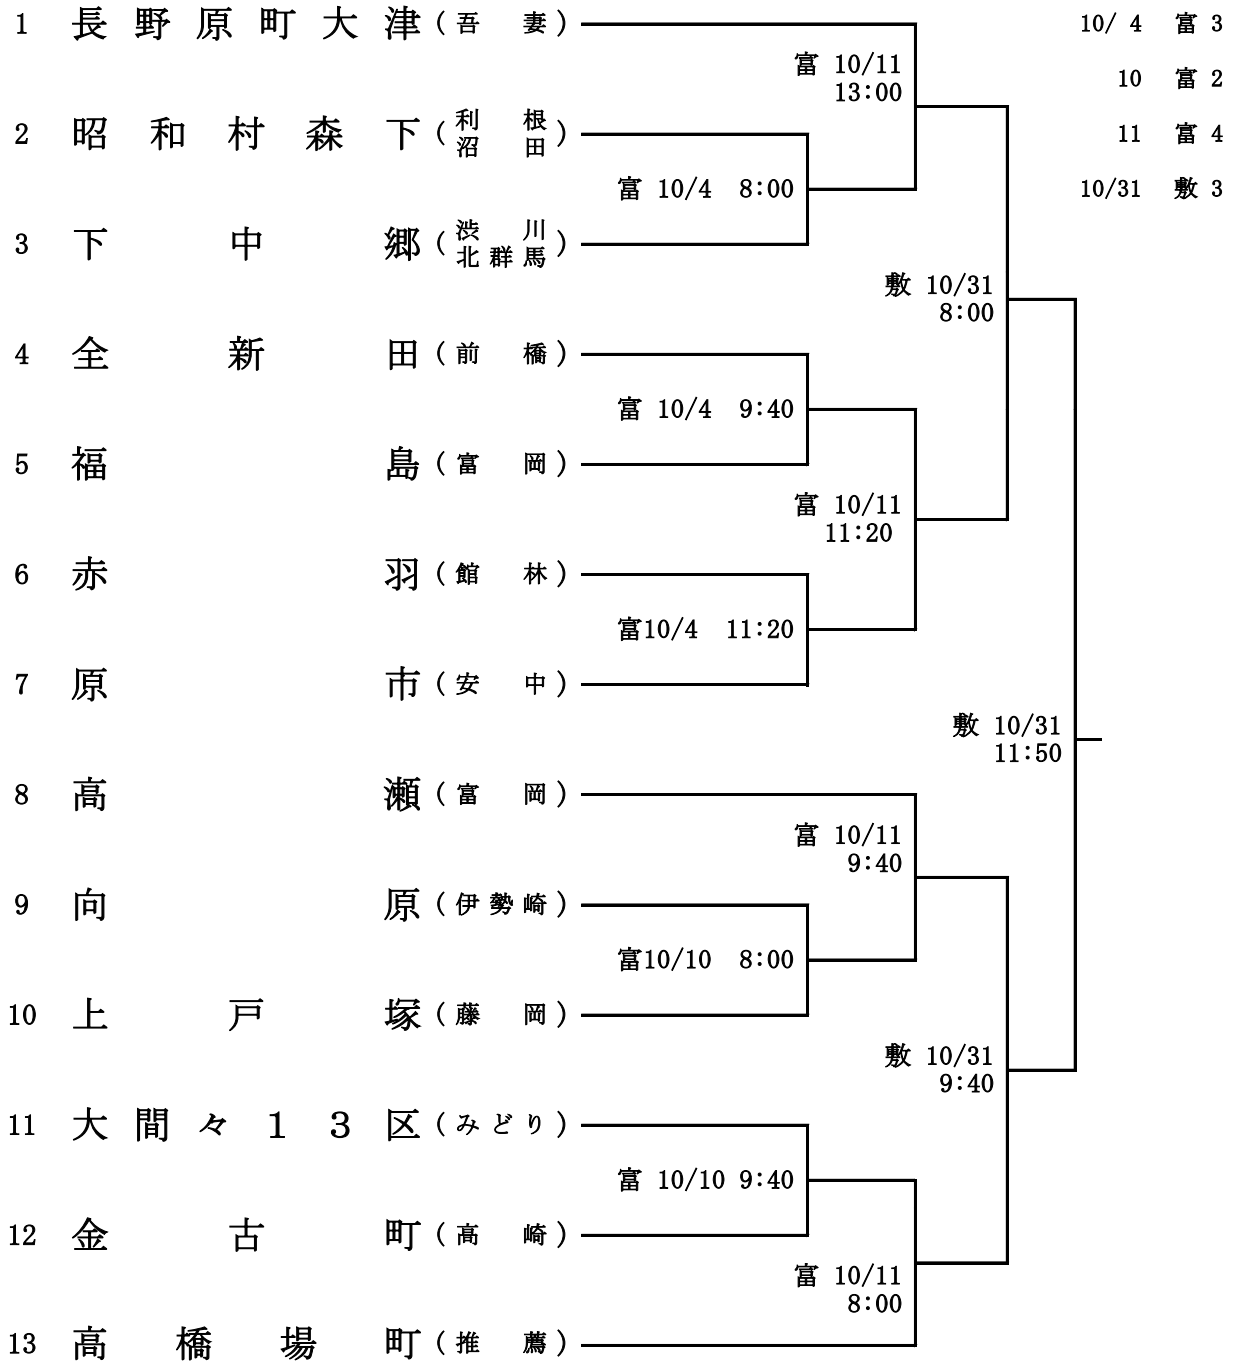 1 長野原町大津(吾妻)
10/ 4 富 3
富 10/11
13:00
10 富 2
2 昭和村森下(利根沼田)
11 富 4
富 10/4 8:00
10/31 敷 3
3 下中郷(渋川北群馬)
敷 10/31
8:00
4 全新田(前橋)
富 10/4 9:40
5 福島(富岡)
富 10/11
11:20
6 赤羽(館林)
富10/4 11:20
7 原市(安中)
敷 10/31
11:50
8 高瀬(富岡)
富 10/11
9:40
9 向原(伊勢崎)
富10/10 8:00
10 上戸塚(藤岡)
敷 10/31
9:40
11 大間々13区(みどり)
富 10/10 9:40
12 金古町(高崎)
富 10/11
8:00
13 高橋場町(推薦)